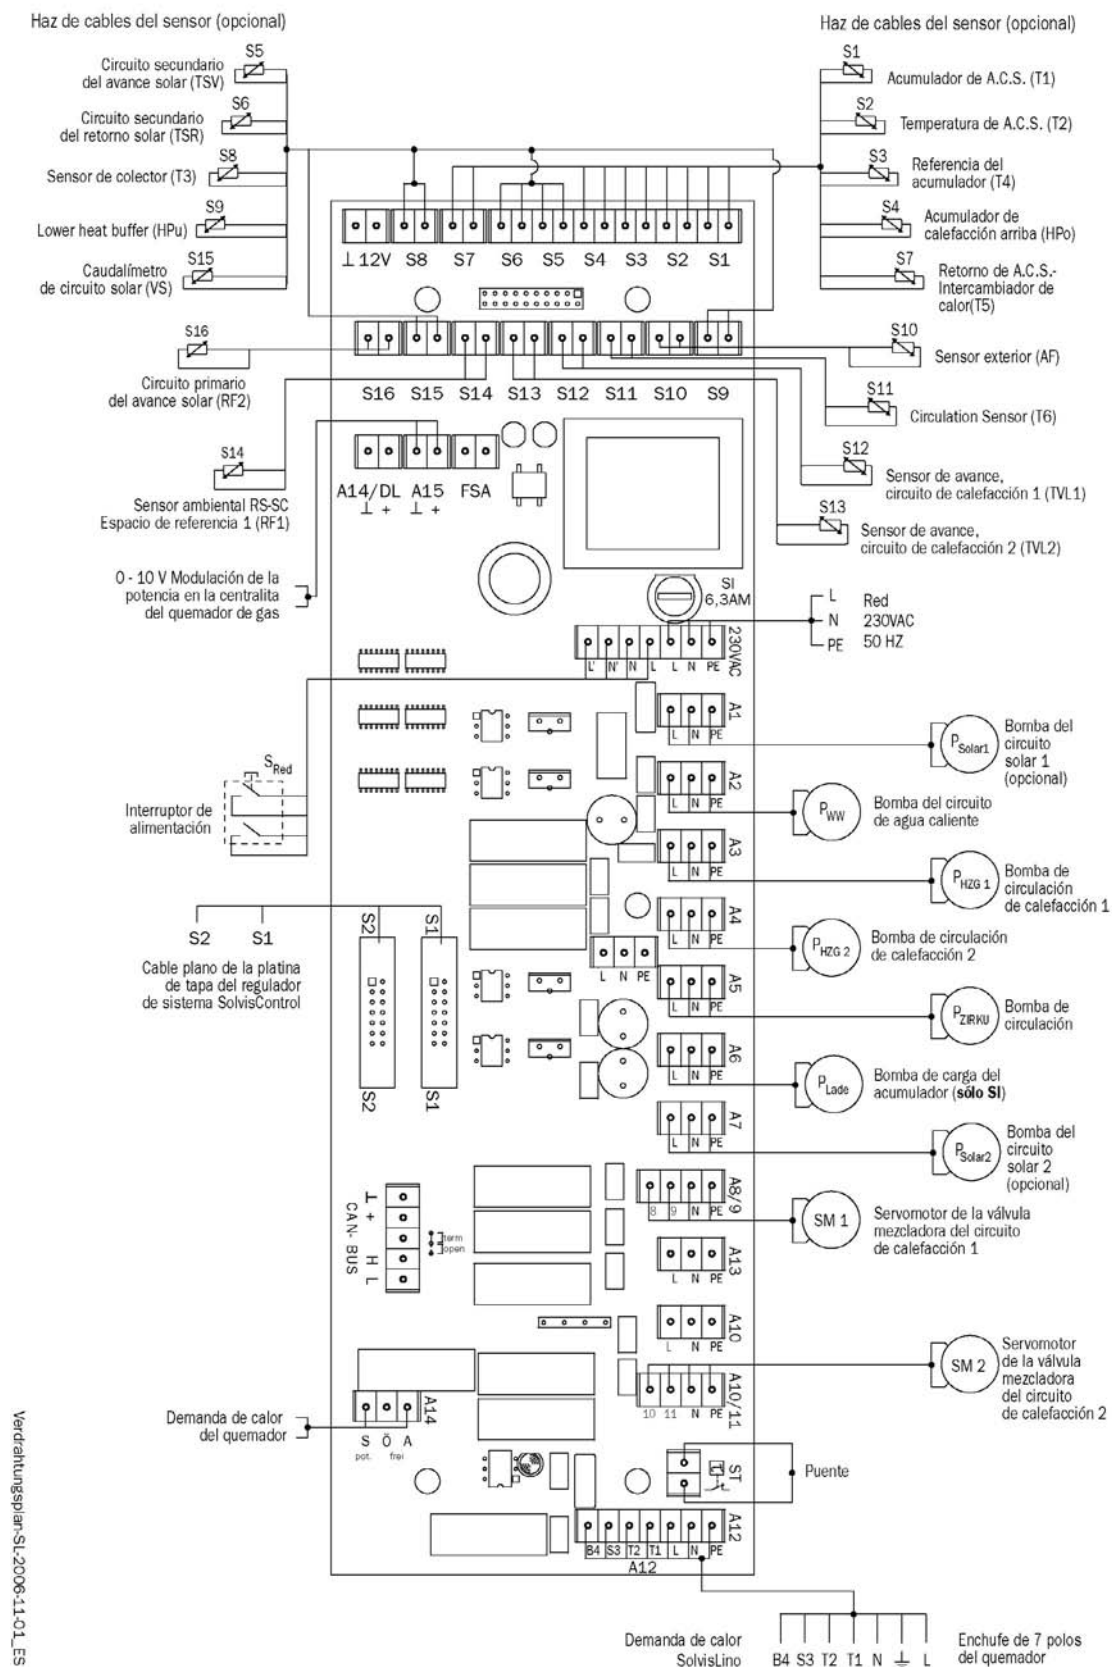 Haz de cables del sensor (opcional)
Haz de cables del sensor (opcional)
S5
Circuito secundario
del avance solar (TSV)
S6
Circuito secundario
del retorno solar (TSR)
S8
Sensor de colector (T3)
S9
Lower heat buffer (HPu)
S15
Caudalímetro
de circuito solar (VS)
S1
Acumulador de A.C.S. (T1)
S2
Temperatura de A.C.S. (T2)
S3
Referencia del
acumulador (T4)
S4
Acumulador de
calefacción arriba (HPo)
S7
Retorno de A.C.S.-
Intercambiador de
calor(T5)
⊥ 12V S8 S7 S6 S5 S4 S3 S2 S1
S16
Circuito primario
del avance solar (RF2)
S10
Sensor exterior (AF)
S16 S15 S14 S13 S12 S11 S10 S9
S11
Circulation Sensor (T6)
S14
Sensor ambiental RS-SC
Espacio de referencia 1 (RF1)
A14/DL A15 FSA
⊥ + ⊥ +
S12
Sensor de avance,
circuito de calefacción 1 (TVL1)
S13
Sensor de avance,
circuito de calefacción 2 (TVL2)
0 - 10 V Modulación de la
potencia en la centralita
del quemador de gas
SI
6,3AM
L
N
PE
Red
230VAC
50 HZ
230VAC
L' N' N L L N PE
A1
L N PE
PSolar1
Bomba del
circuito
solar 1
(opcional)
SRed
Interruptor de
alimentación
A2
L N PE
PWW
Bomba del circuito
de agua caliente
A3
L N PE
PHZG 1
Bomba de
circulación
de calefacción 1
A4
L N PE
PHZG 2
Bomba de circulación
de calefacción 2
S2 S1
Cable plano de la platina
de tapa del regulador
de sistema SolvisControl
S2 S1
L N PE
A5
L N PE
PZIRKU
Bomba de
circulación
A6
L N PE
PLade
Bomba de carga del
acumulador (sólo SI)
S2 S1
A7
L N PE
PSolar2
Bomba del
circuito
solar 2
(opcional)
A8/9
8 9 N PE
SM 1
Servomotor de la válvula
mezcladora del circuito
de calefacción 1
CAN-BUS
⊥ + H L
term
open
A13
L N PE
A10
L N PE
A10/11
10 11 N PE
SM 2
Servomotor
de la válvula
mezcladora
del circuito
de calefacción 2
Demanda de calor
del quemador
A14
S Ö A
pot. frei
ST
Puente
A12
B4 S3 T2 T1 L N PE
A12
Demanda de calor
SolvisLino
B4 S3 T2 T1 N ⏚ L
Enchufe de 7 polos
del quemador
Verdrahtungsplan-SL-2006-11-01_ES